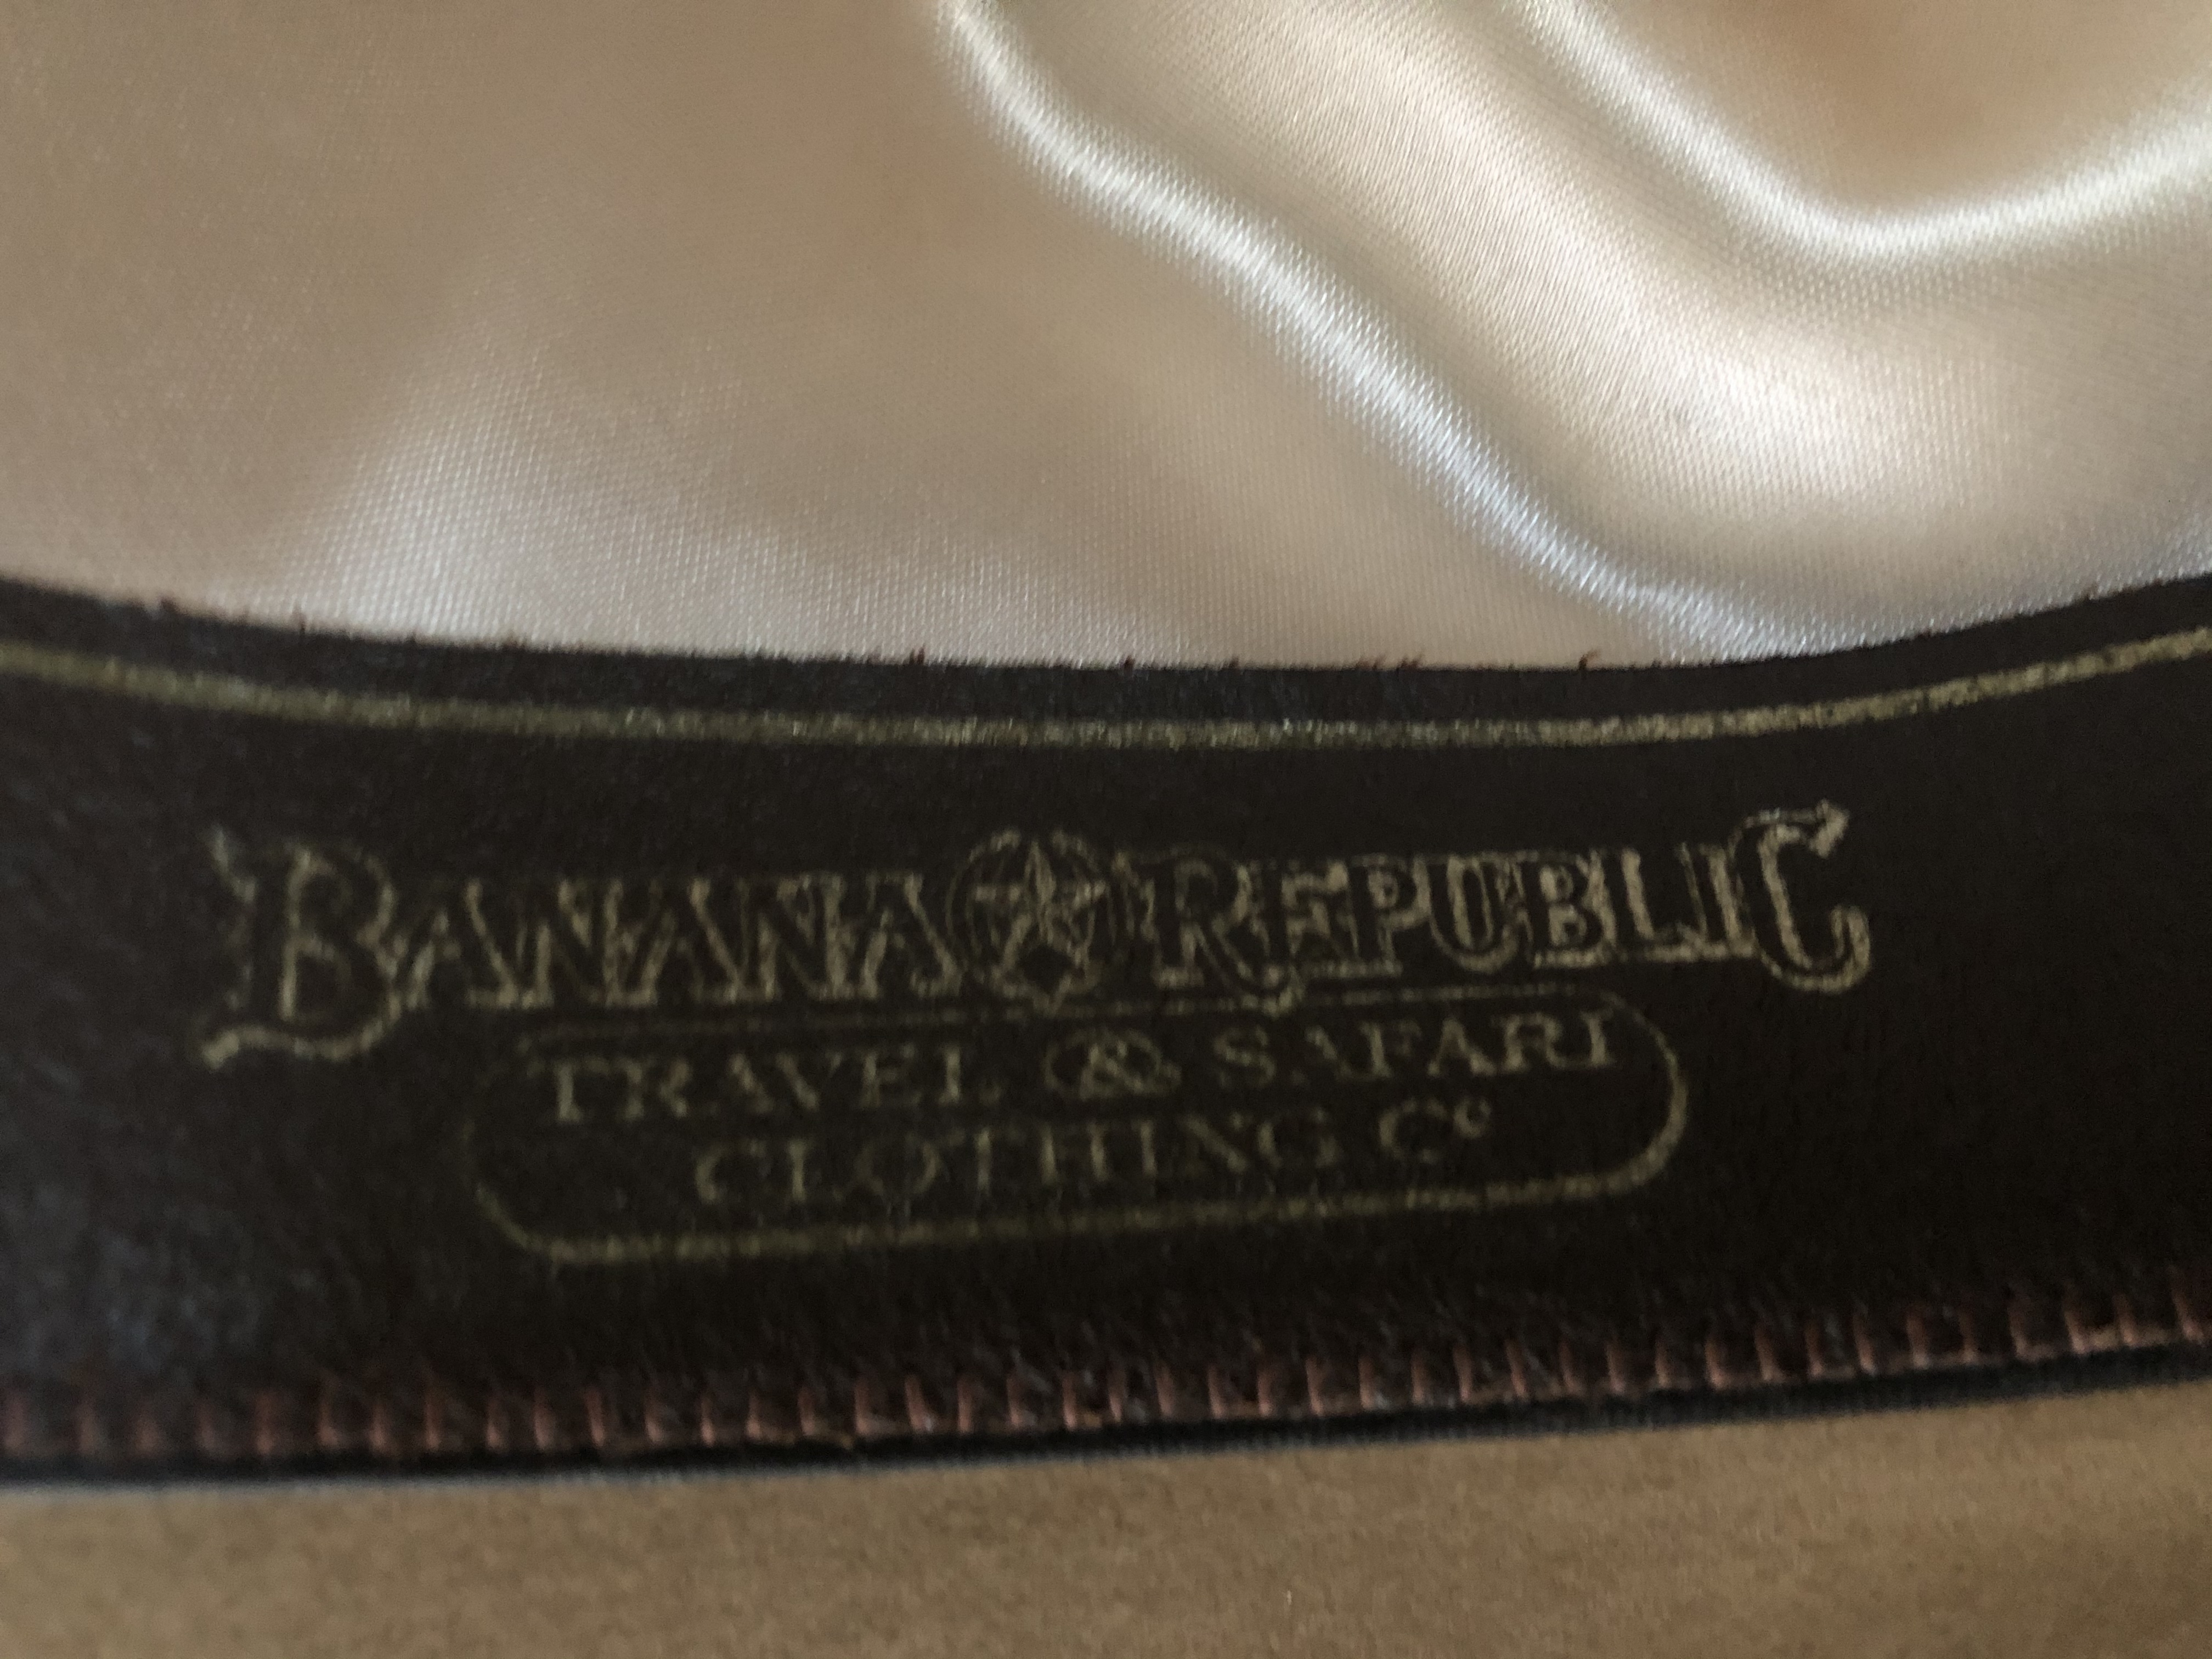 BANANA REPUBLIC
TRAVEL & SAFARI
CLOTHING Co